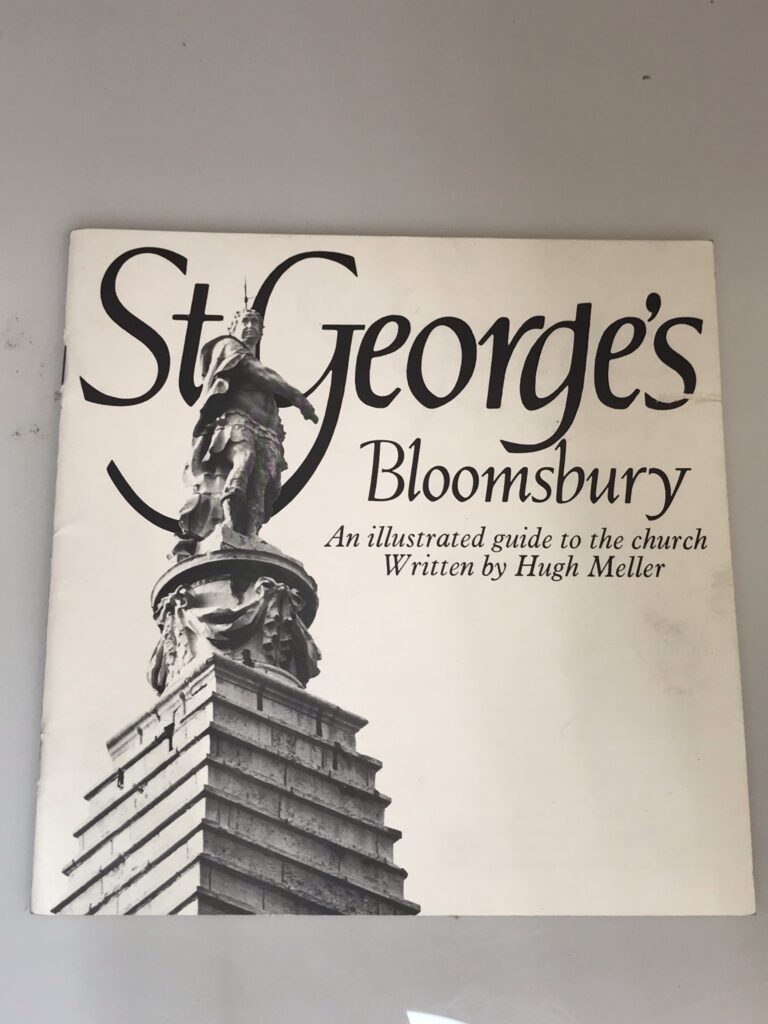 St George's
Bloomsbury
An illustrated guide to the church
Written by Hugh Meller